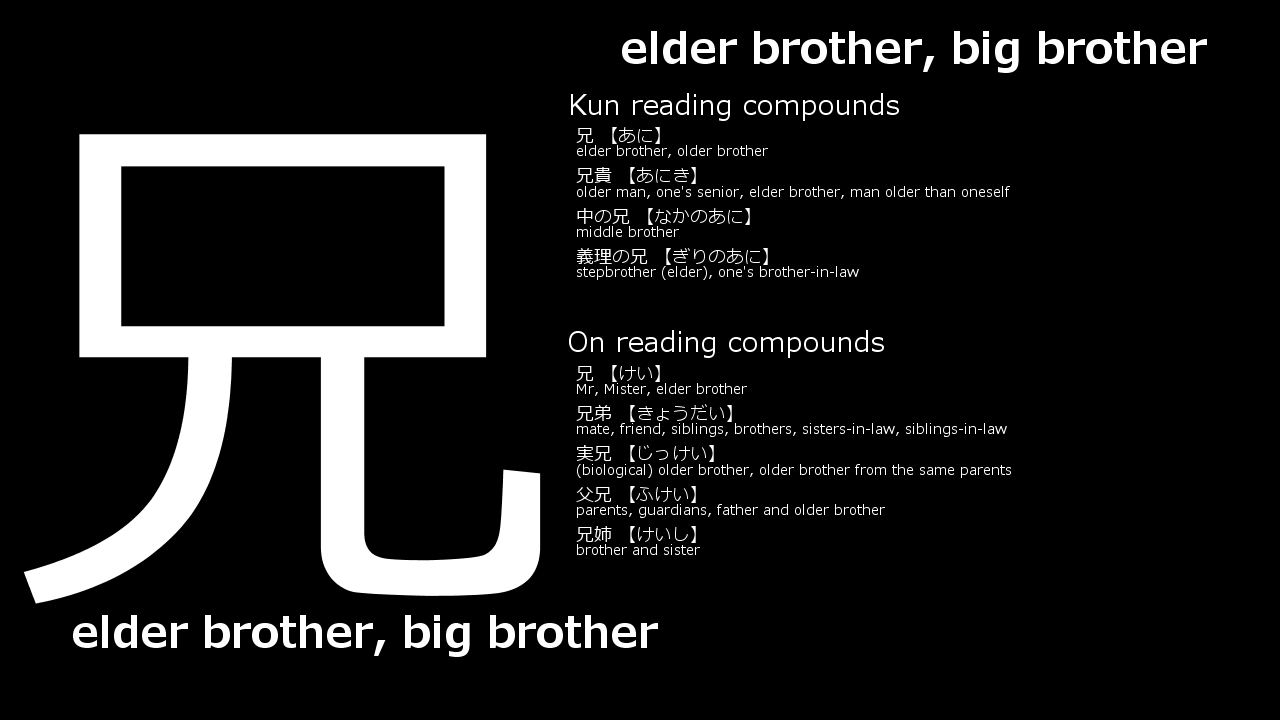 elder brother, big brother
兄
Kun reading compounds
兄 【あに】
elder brother, older brother
兄貴 【あにき】
older man, one's senior, elder brother, man older than oneself
中の兄 【なかのあに】
middle brother
義理の兄 【ぎりのあに】
stepbrother (elder), one's brother-in-law
On reading compounds
兄 【けい】
Mr, Mister, elder brother
兄弟 【きょうだい】
mate, friend, siblings, brothers, sisters-in-law, siblings-in-law
実兄 【じっけい】
(biological) older brother, older brother from the same parents
父兄 【ふけい】
parents, guardians, father and older brother
兄姉 【けいし】
brother and sister
elder brother, big brother